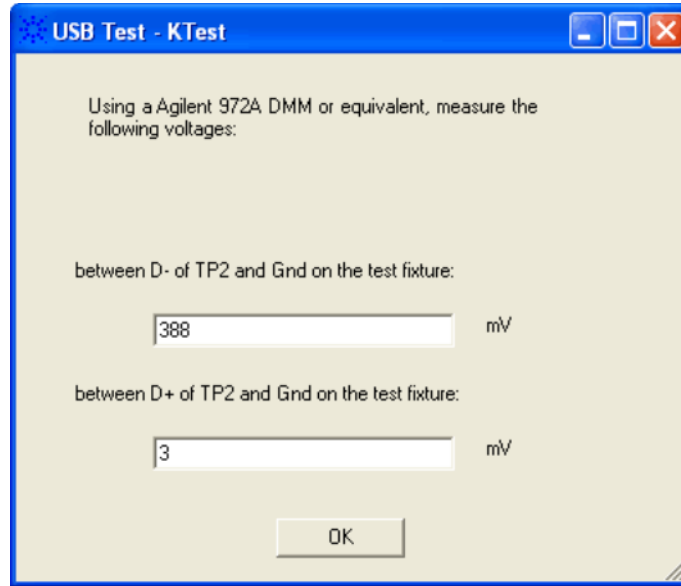 USB Test - KTest
Using a Agilent 972A DMM or equivalent, measure the
following voltages:
between D- of TP2 and Gnd on the test fixture:
388 mV
between D+ of TP2 and Gnd on the test fixture:
3 mV
OK